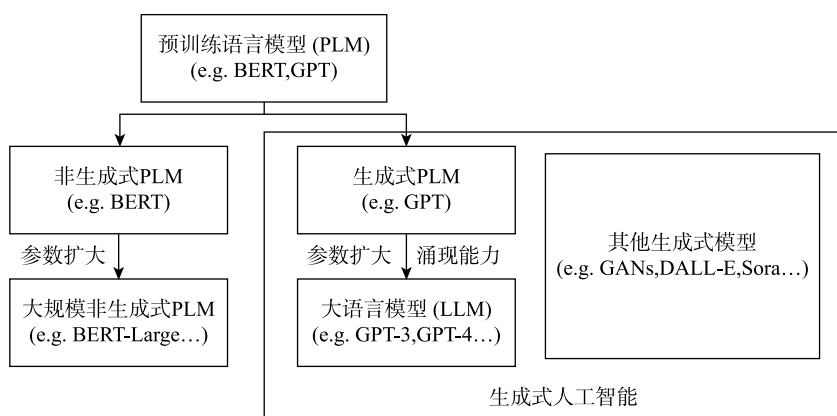 预训练语言模型 (PLM)
(e.g. BERT,GPT)
非生成式PLM
(e.g. BERT)
生成式PLM
(e.g. GPT)
其他生成式模型
(e.g. GANs,DALL-E,Sora…)
参数扩大
参数扩大
涌现能力
大规模非生成式PLM
(e.g. BERT-Large…)
大语言模型 (LLM)
(e.g. GPT-3,GPT-4…)
生成式人工智能